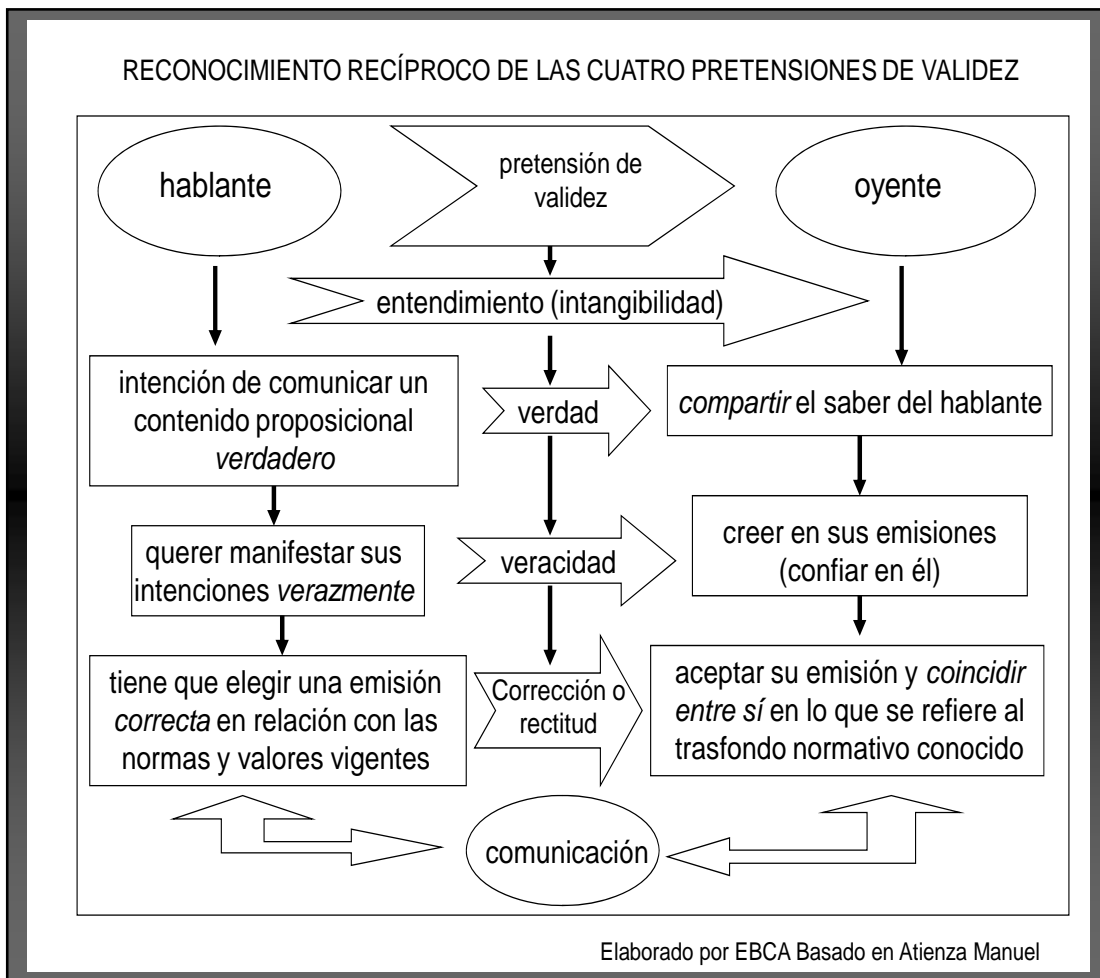 RECONOCIMIENTO RECÍPROCO DE LAS CUATRO PRETENSIONES DE VALIDEZ
hablante
pretensión de
validez
oyente
entendimiento (intangibilidad)
intención de comunicar un
contenido proposicional
verdadero
verdad
compartir el saber del hablante
querer manifestar sus
intenciones verazmente
veracidad
creer en sus emisiones
(confiar en él)
tiene que elegir una emisión
correcta en relación con las
normas y valores vigentes
Corrección o
rectitud
aceptar su emisión y coincidir
entre sí en lo que se refiere al
trasfondo normativo conocido
comunicación
Elaborado por EBCA Basado en Atienza Manuel